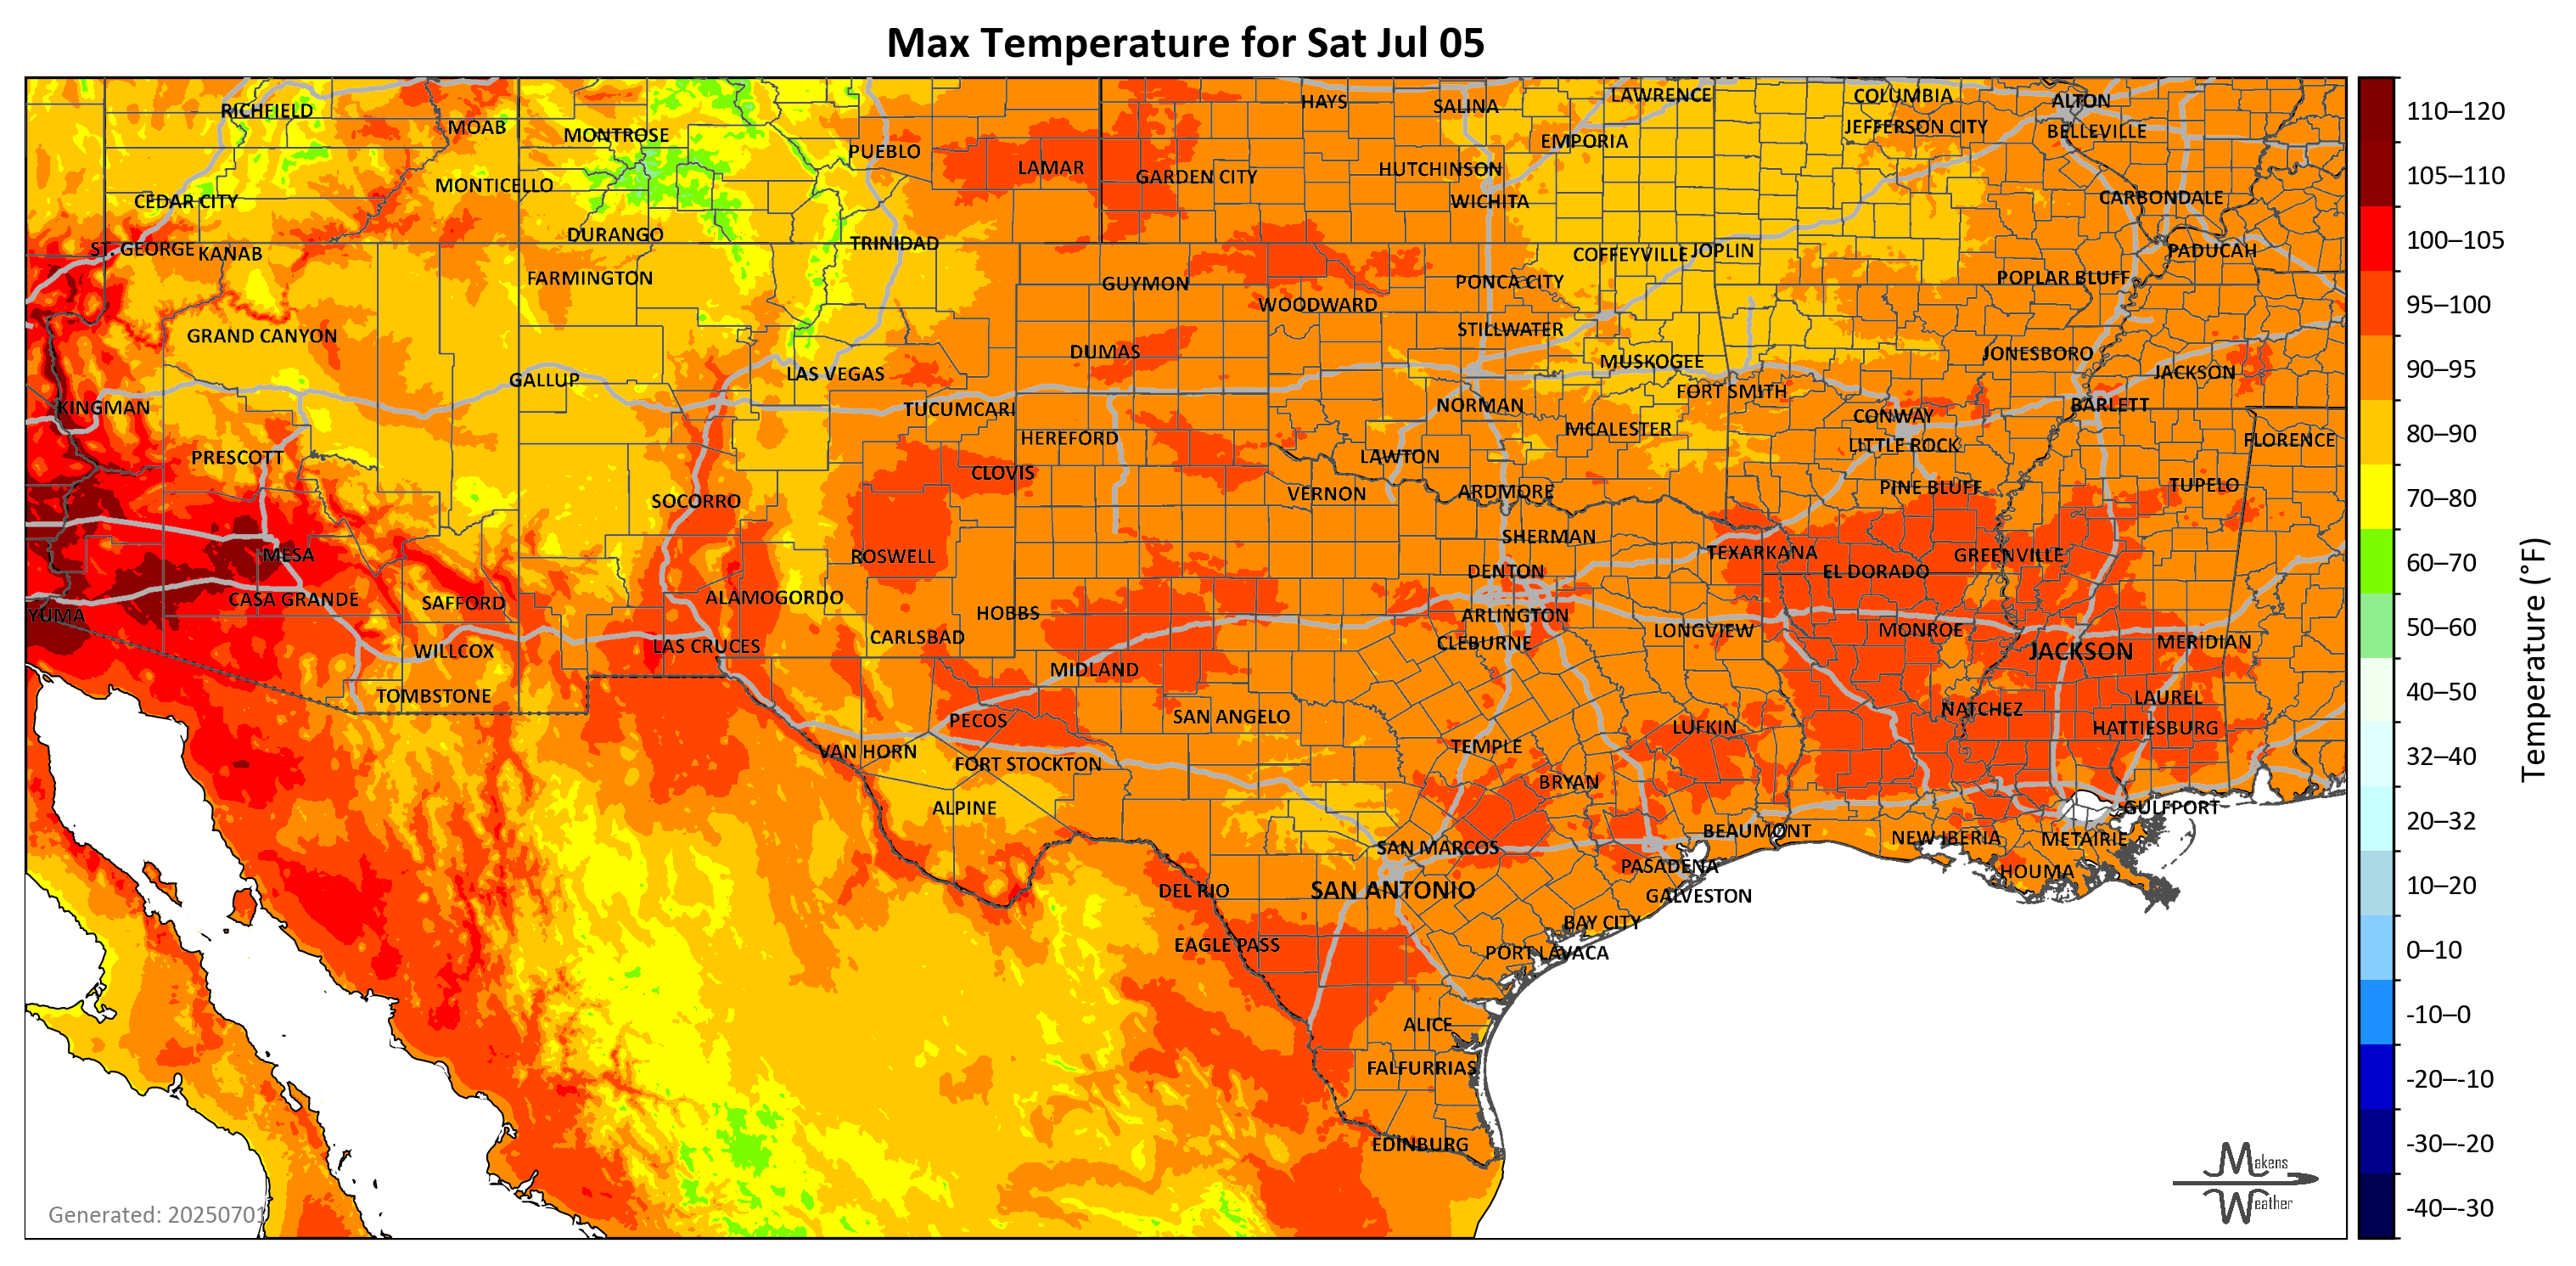 Max Temperature for Sat Jul 05
RICHFIELD
MOAB
MONTROSE
PUEBLO
LAMAR
GARDEN CITY
HAYS
SALINA
LAWRENCE
EMPORIA
HUTCHINSON
WICHITA
COLUMBIA
JEFFERSON CITY
ALTON
BELLEVILLE
CARBONDALE
CEDAR CITY
MONTICELLO
ST. GEORGE
KANAB
DURANGO
TRINIDAD
FARMINGTON
GUYMON
WOODWARD
PONCA CITY
COFFEYVILLE
JOPLIN
POPLAR BLUFF
PADUCAH
GRAND CANYON
STILLWATER
DUMAS
MUSKOGEE
JONESBORO
JACKSON
GALLUP
LAS VEGAS
FORT SMITH
KINGMAN
TUCUMCARI
NORMAN
CONWAY
BARLETT
HEREFORD
MCALESTER
LITTLE ROCK
FLORENCE
PRESCOTT
CLOVIS
LAWTON
SOCORRO
VERNON
ARDMORE
PINE BLUFF
TUPELO
MESA
ROSWELL
SHERMAN
TEXARKANA
GREENVILLE
DENTON
EL DORADO
YUMA
CASA GRANDE
SAFFORD
ALAMOGORDO
HOBBS
ARLINGTON
WILLCOX
LAS CRUCES
CARLSBAD
CLEBURNE
LONGVIEW
MONROE
JACKSON
MERIDIAN
TOMBSTONE
MIDLAND
LAUREL
PECOS
SAN ANGELO
NATCHEZ
HATTIESBURG
VAN HORN
FORT STOCKTON
TEMPLE
LUFKIN
BRYAN
ALPINE
GULFPORT
SAN MARCOS
BEAUMONT
NEW IBERIA
METAIRIE
PASADENA
HOUMA
DEL RIO
SAN ANTONIO
GALVESTON
BAY CITY
EAGLE PASS
PORT LAVACA
ALICE
FALFURRIAS
EDINBURG
Generated: 20250701
Makens
Weather
110–120
105–110
100–105
95–100
90–95
80–90
70–80
60–70
50–60
40–50
32–40
20–32
10–20
0–10
-10–0
-20–-10
-30–-20
-40–-30
Temperature (°F)